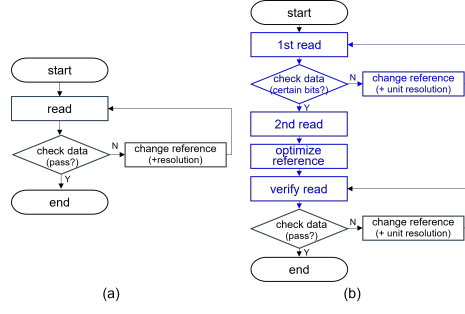 start
read
check data
(pass?)
N
change reference
(+resolution)
Y
end
(a)
start
1st read
check data
(certain bits?)
N
change reference
(+ unit resolution)
Y
2nd read
optimize
reference
verify read
check data
(pass?)
N
change reference
(+ unit resolution)
Y
end
(b)